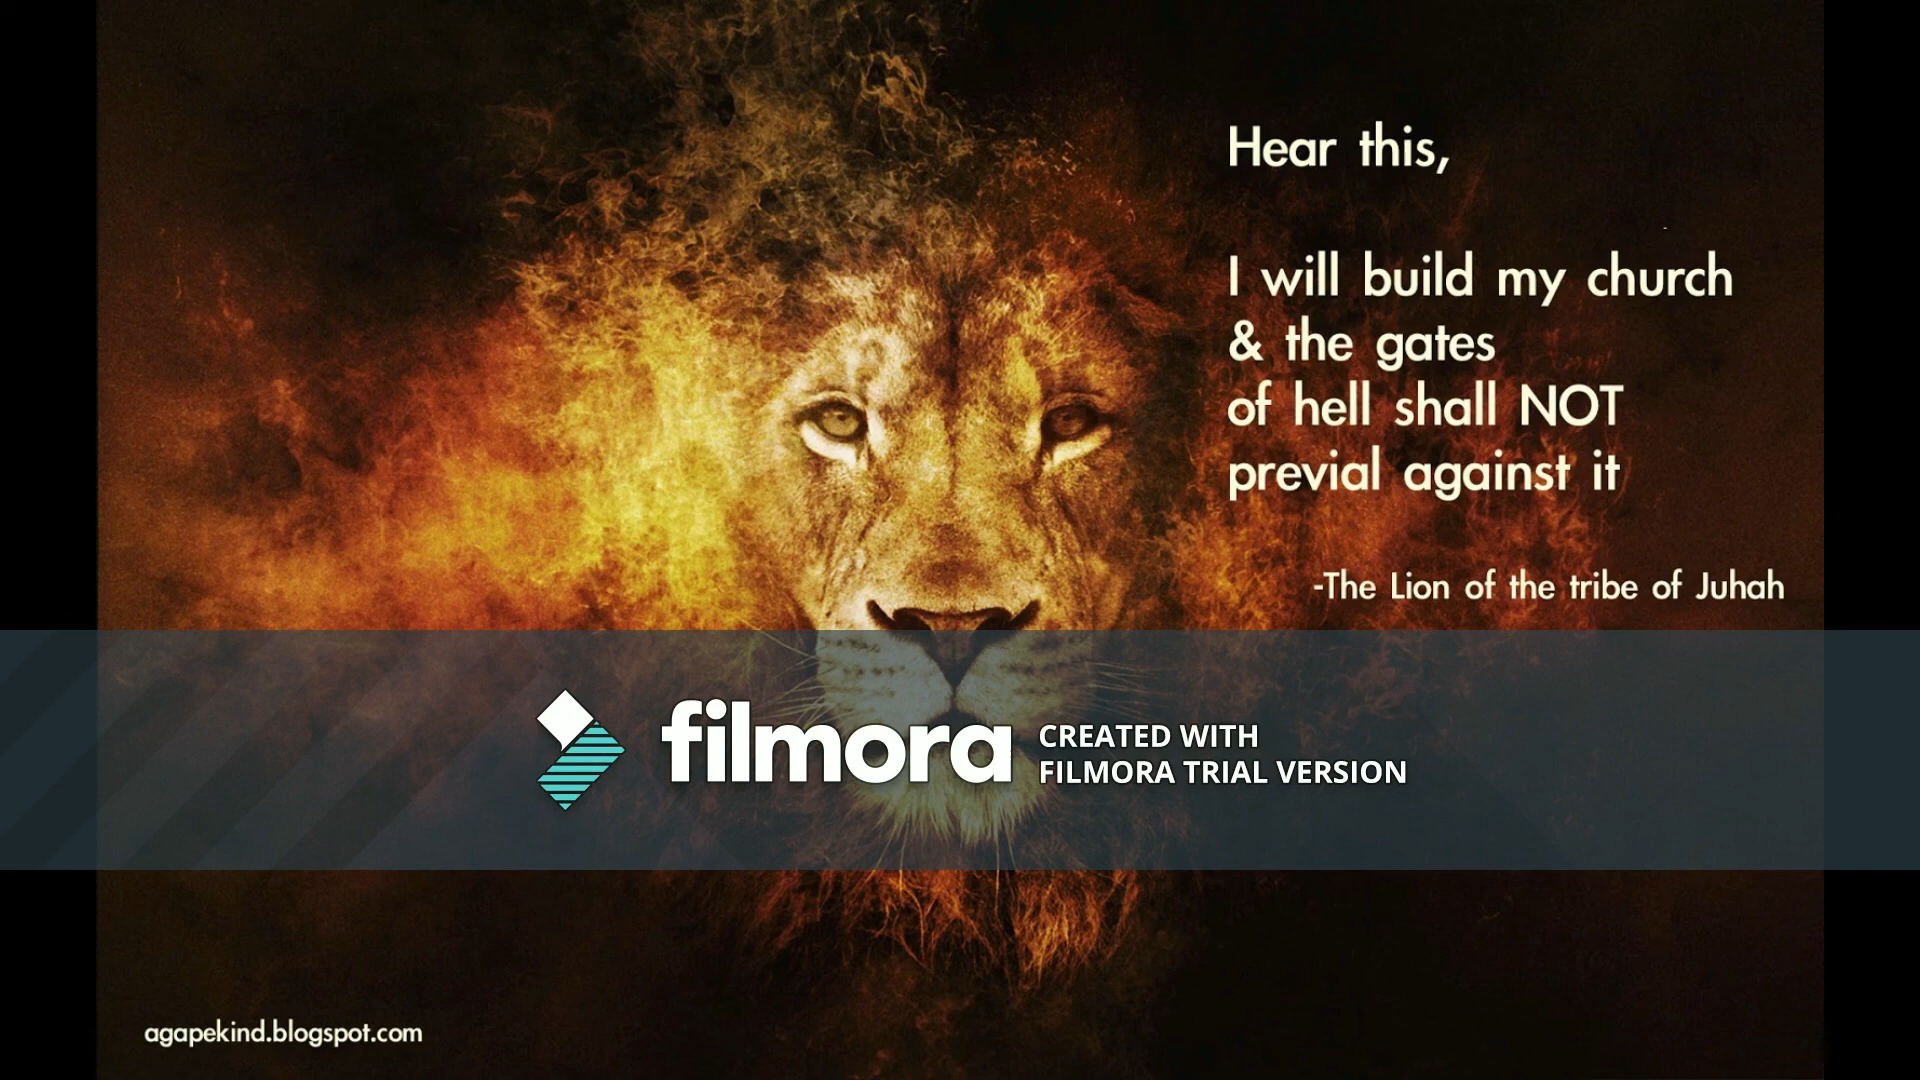 Hear this,
I will build my church
& the gates
of hell shall NOT
previal against it
-The Lion of the tribe of Juhah
filmora
CREATED WITH
FILMORA TRIAL VERSION
agapekind.blogspot.com